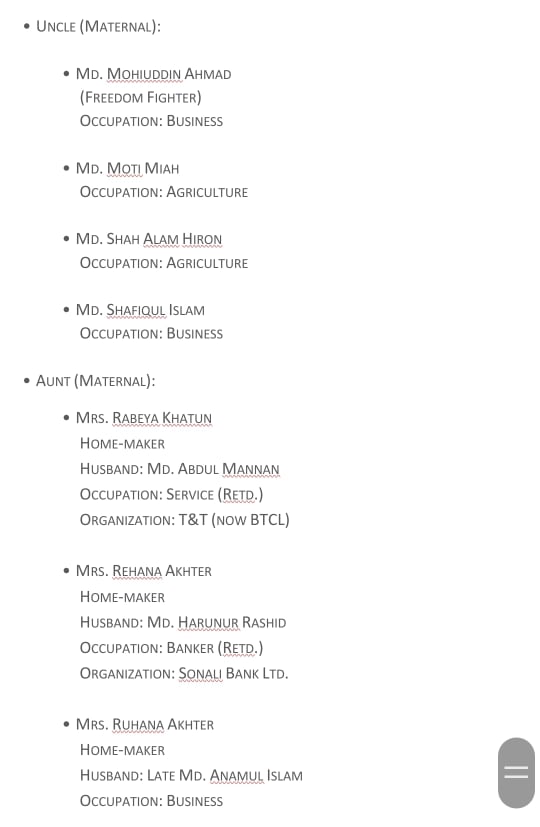 • UNCLE (MATERNAL):
• MD. MOHIUDDIN AHMAD
(FREEDOM FIGHTER)
OCCUPATION: BUSINESS
• MD. MOTI MIAH
OCCUPATION: AGRICULTURE
• MD. SHAH ALAM HIRON
OCCUPATION: AGRICULTURE
• MD. SHAFIQUL ISLAM
OCCUPATION: BUSINESS
• AUNT (MATERNAL):
• MRS. RABEYA KHATUN
HOME-MAKER
HUSBAND: MD. ABDUL MANNAN
OCCUPATION: SERVICE (RETD.)
ORGANIZATION: T&T (NOW BTCL)
• MRS. REHANA AKHTER
HOME-MAKER
HUSBAND: MD. HARUNUR RASHID
OCCUPATION: BANKER (RETD.)
ORGANIZATION: SONALI BANK LTD.
• MRS. RUHANA AKHTER
HOME-MAKER
HUSBAND: LATE MD. ANAMUL ISLAM
OCCUPATION: BUSINESS